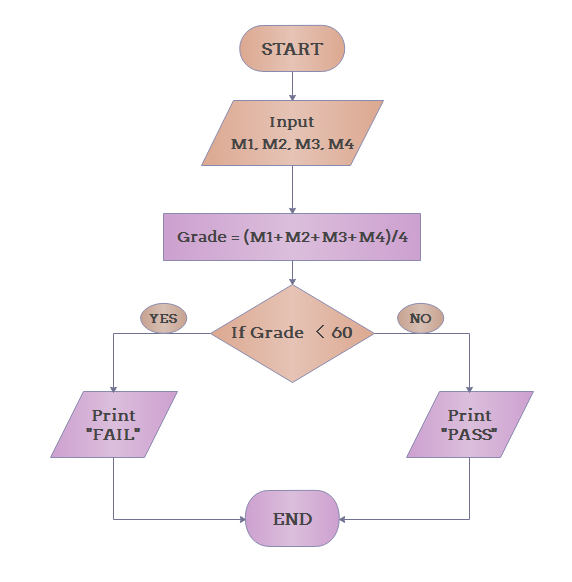 START
Input
M1, M2, M3, M4
Grade = (M1+M2+M3+M4)/4
YES
If Grade < 60
NO
Print
"FAIL"
Print
"PASS"
END